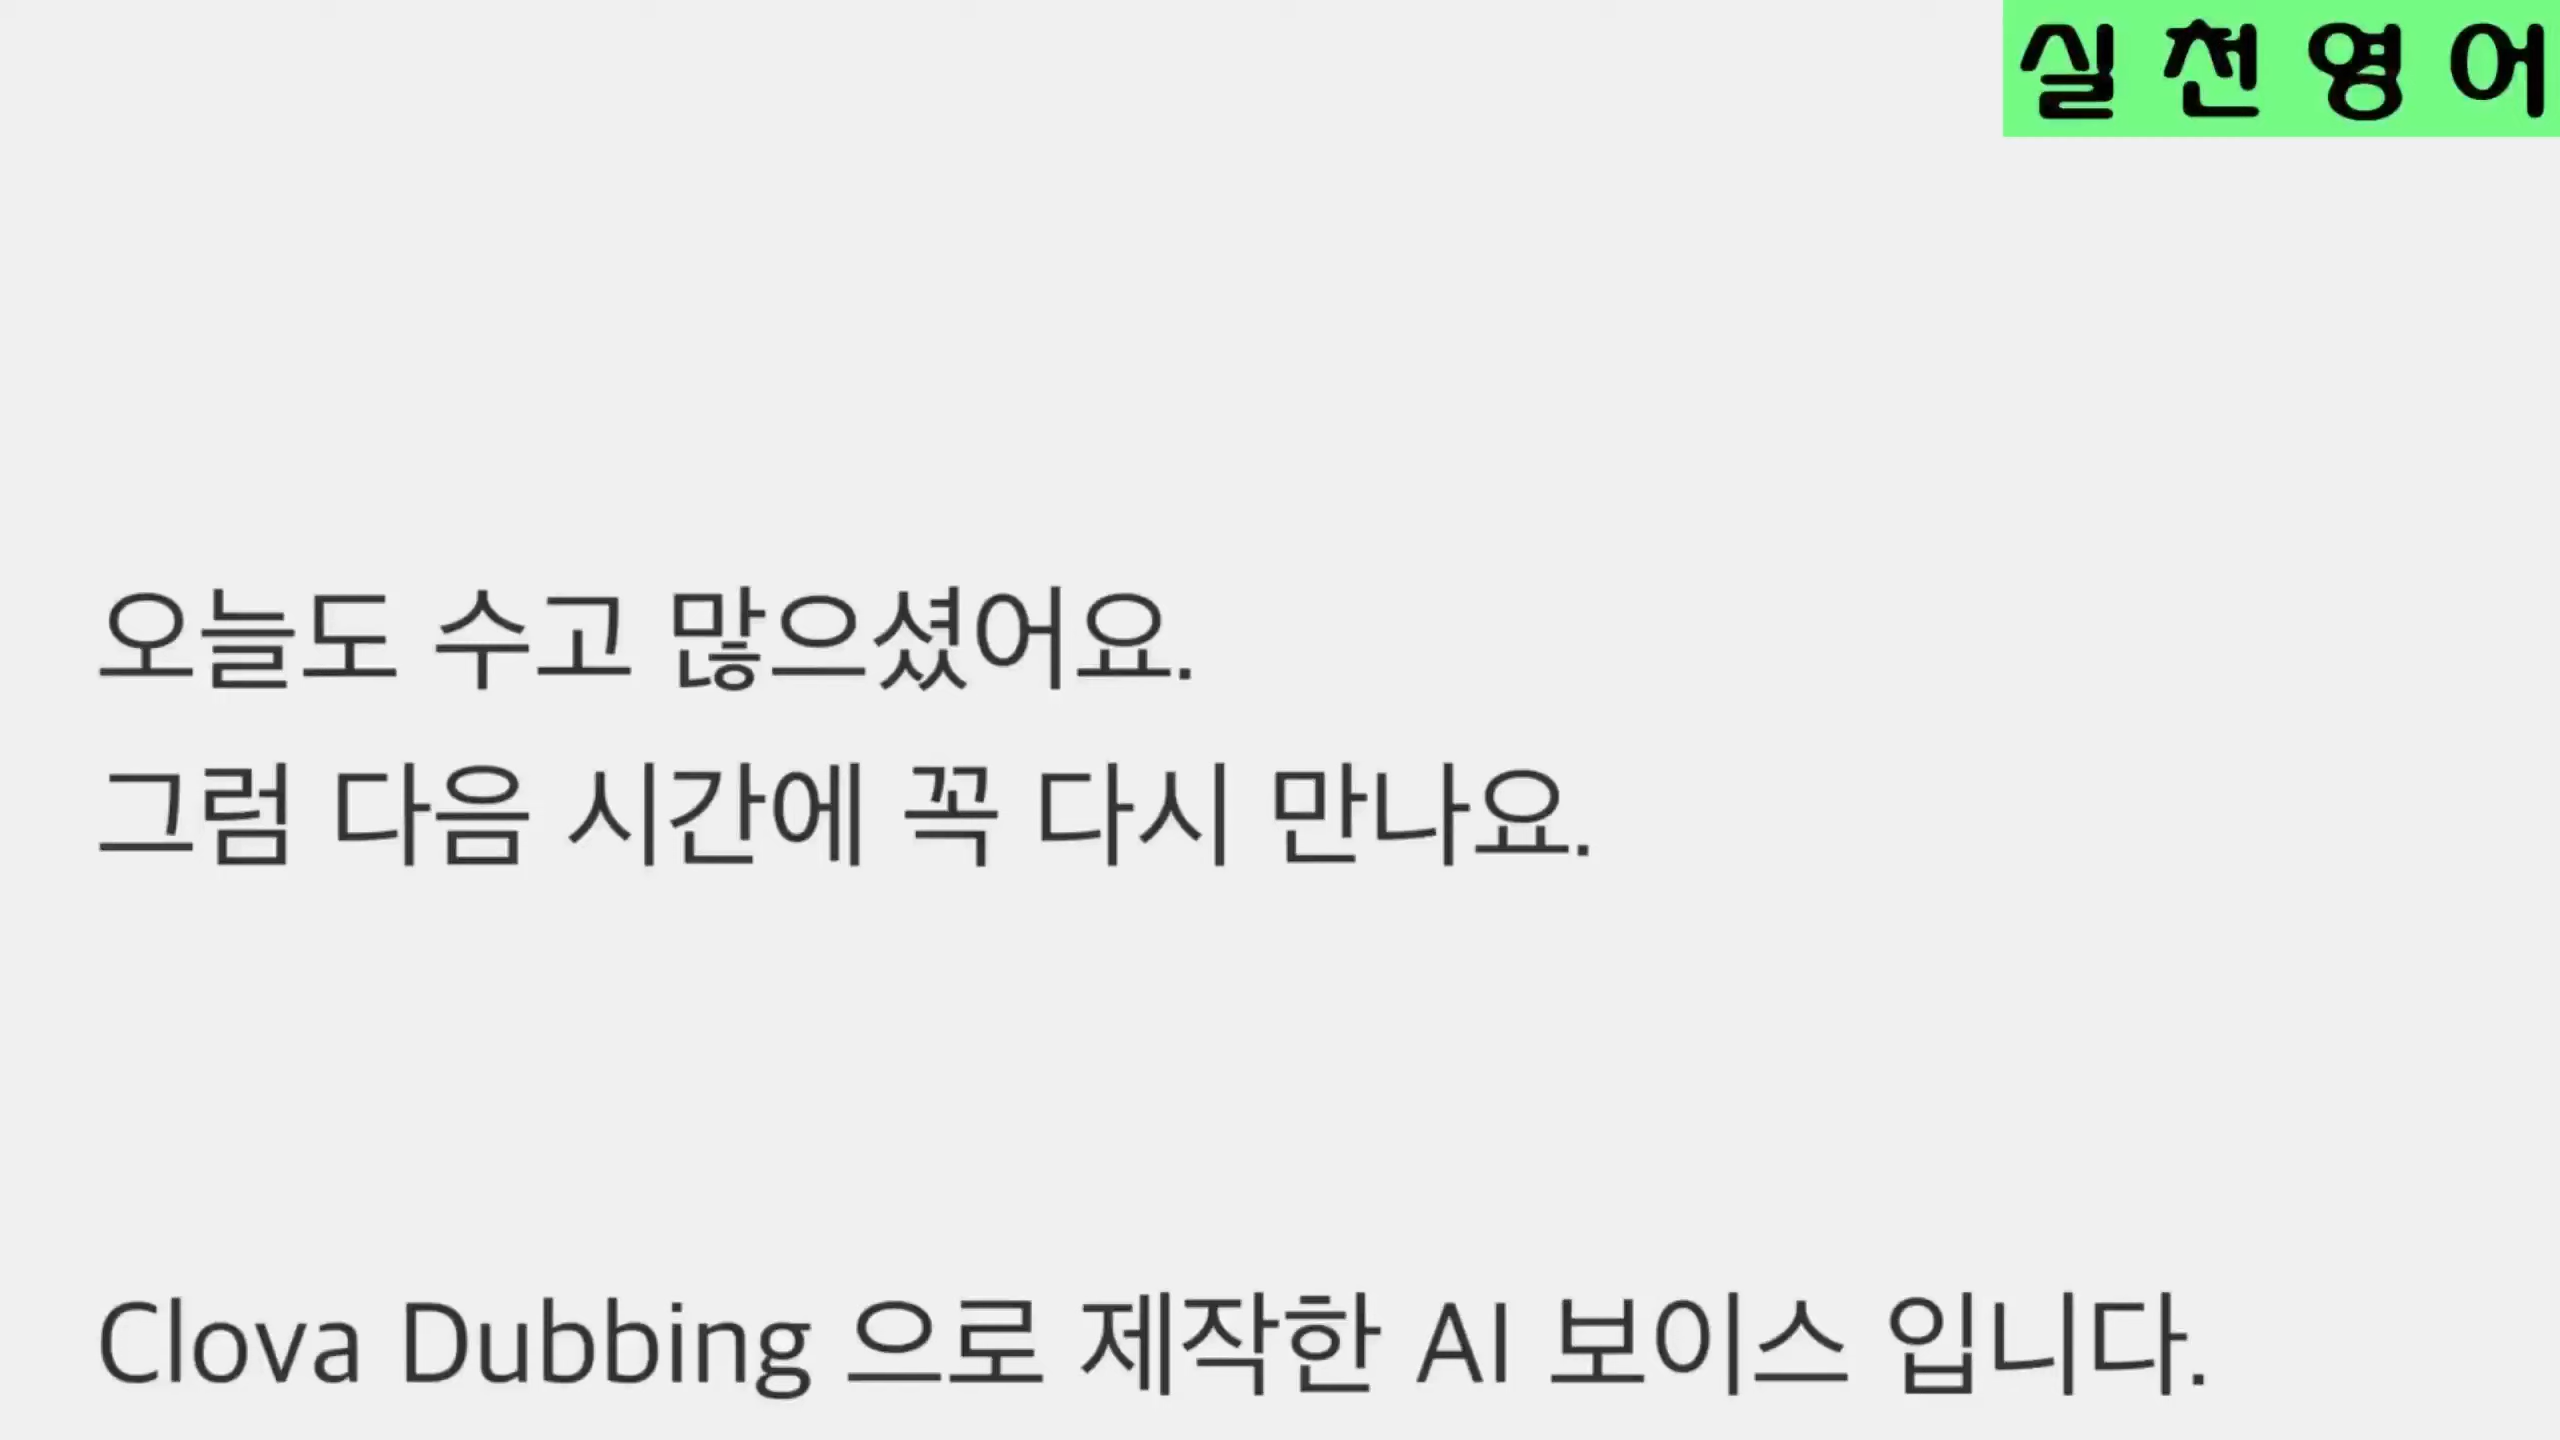 실천영어
오늘도 수고 많으셨어요.
그럼 다음 시간에 꼭 다시 만나요.
Clova Dubbing 으로 제작한 AI 보이스 입니다.